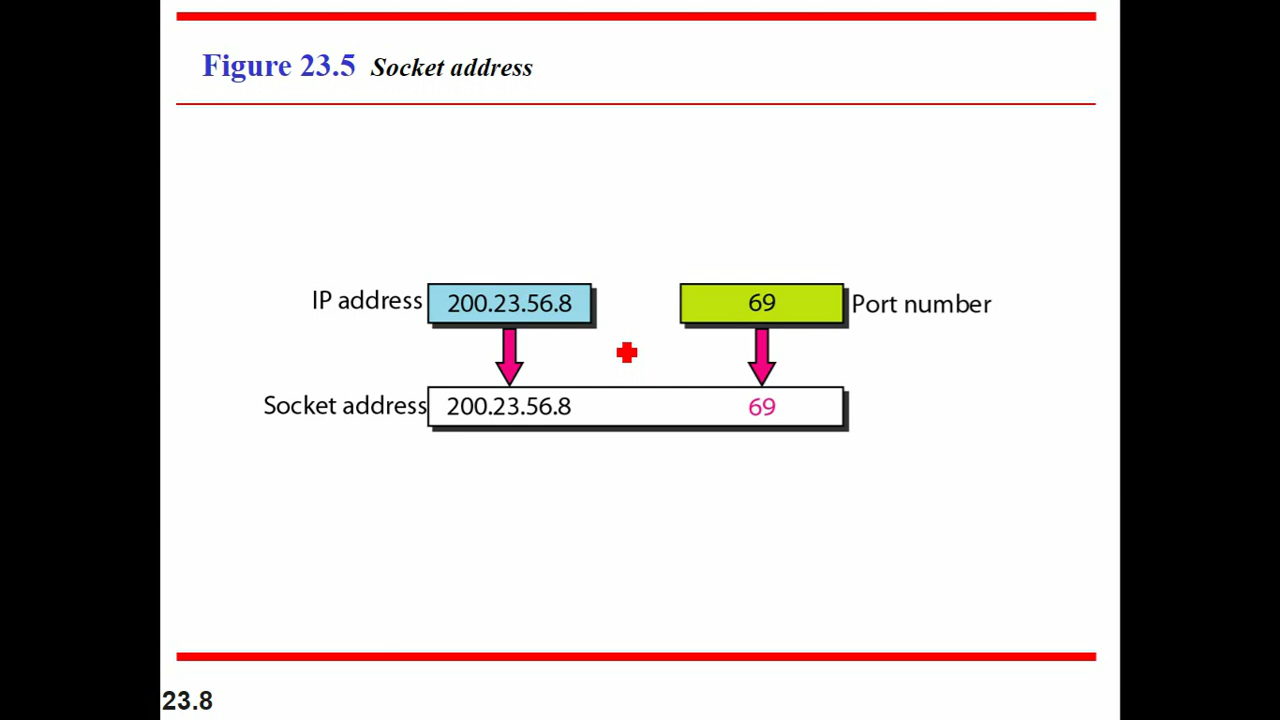 Figure 23.5 Socket address
IP address 200.23.56.8 69 Port number
Socket address 200.23.56.8 69
23.8